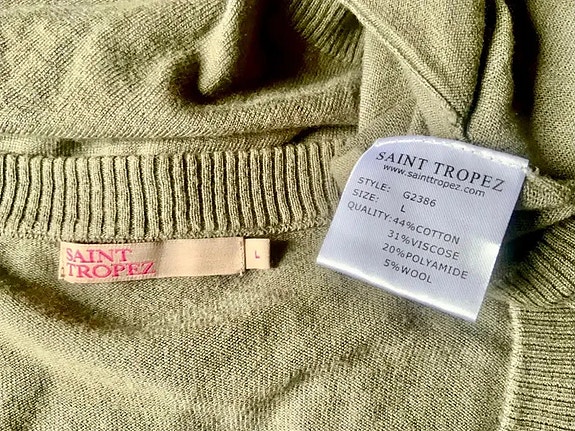 SAINT
TROPEZ
L
SAINT TROPEZ
www.sainttropez.com
STYLE: G2386
SIZE: L
QUALITY:44%COTTON
31%VISCOSE
20%POLYAMIDE
5%WOOL